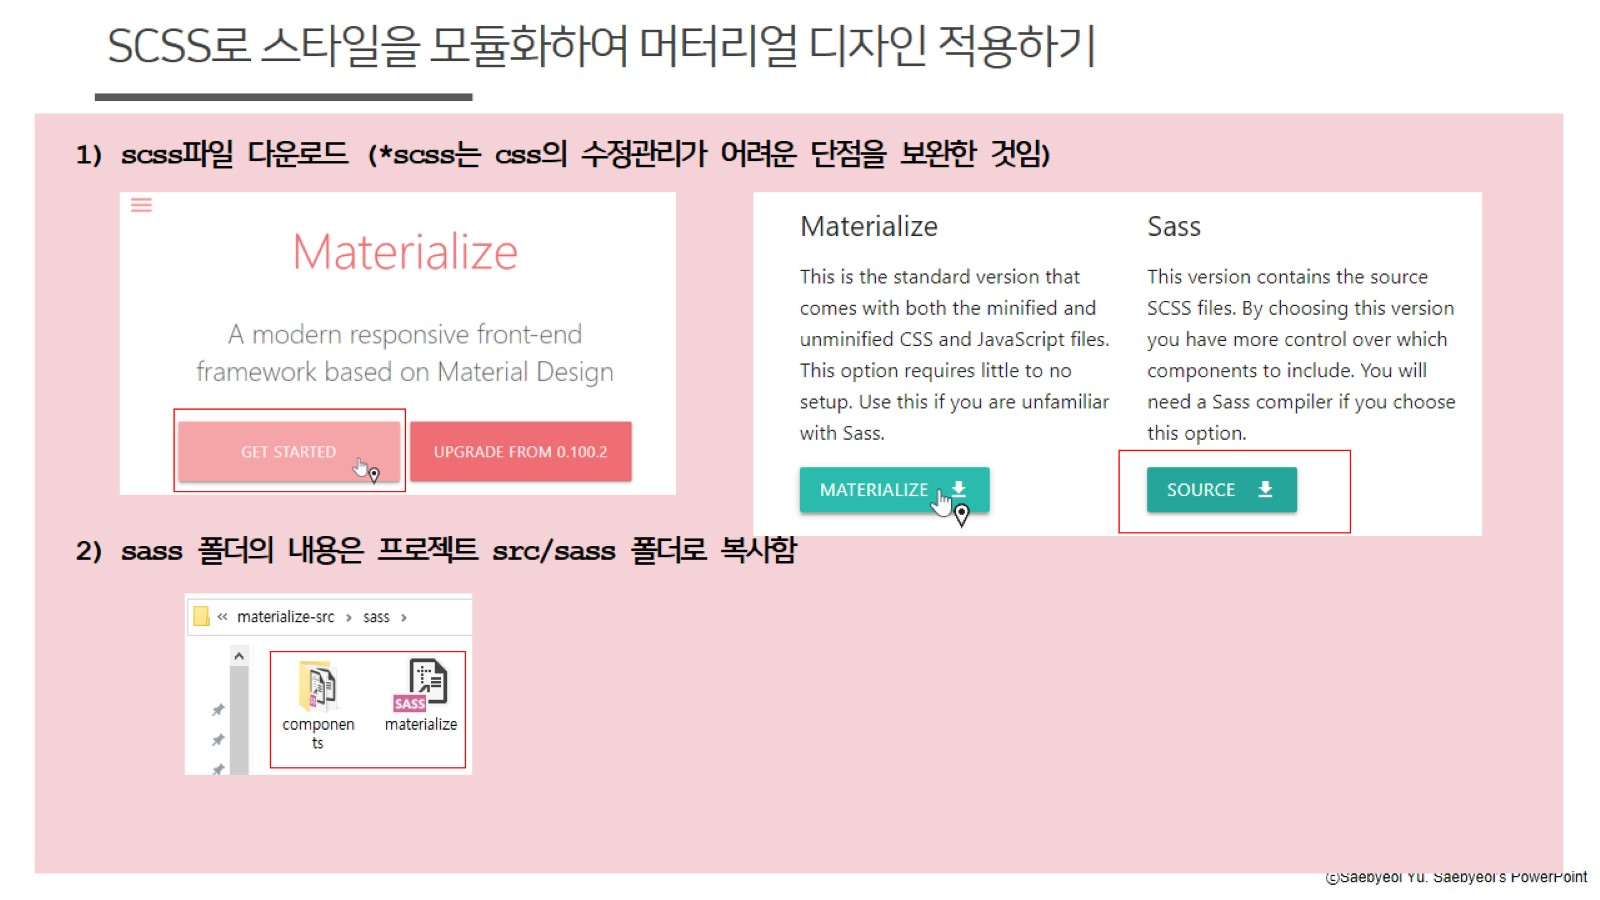 SCSS로 스타일을 모듈화하여 머터리얼 디자인 적용하기
1) scss파일 다운로드 (*scss는 css의 수정관리가 어려운 단점을 보완한 것임)
Materialize
A modern responsive front-end
framework based on Material Design
GET STARTED
UPGRADE FROM 0.100.2
Materialize
This is the standard version that
comes with both the minified and
unminified CSS and JavaScript files.
This option requires little to no
setup. Use this if you are unfamiliar
with Sass.
MATERIALIZE
Sass
This version contains the source
SCSS files. By choosing this version
you have more control over which
components to include. You will
need a Sass compiler if you choose
this option.
SOURCE
2) sass 폴더의 내용은 프로젝트 src/sass 폴더로 복사함
« materialize-src › sass ›
componen
ts
SASS
materialize
ⓒSaebyeol Yu. Saebyeol's PowerPoint